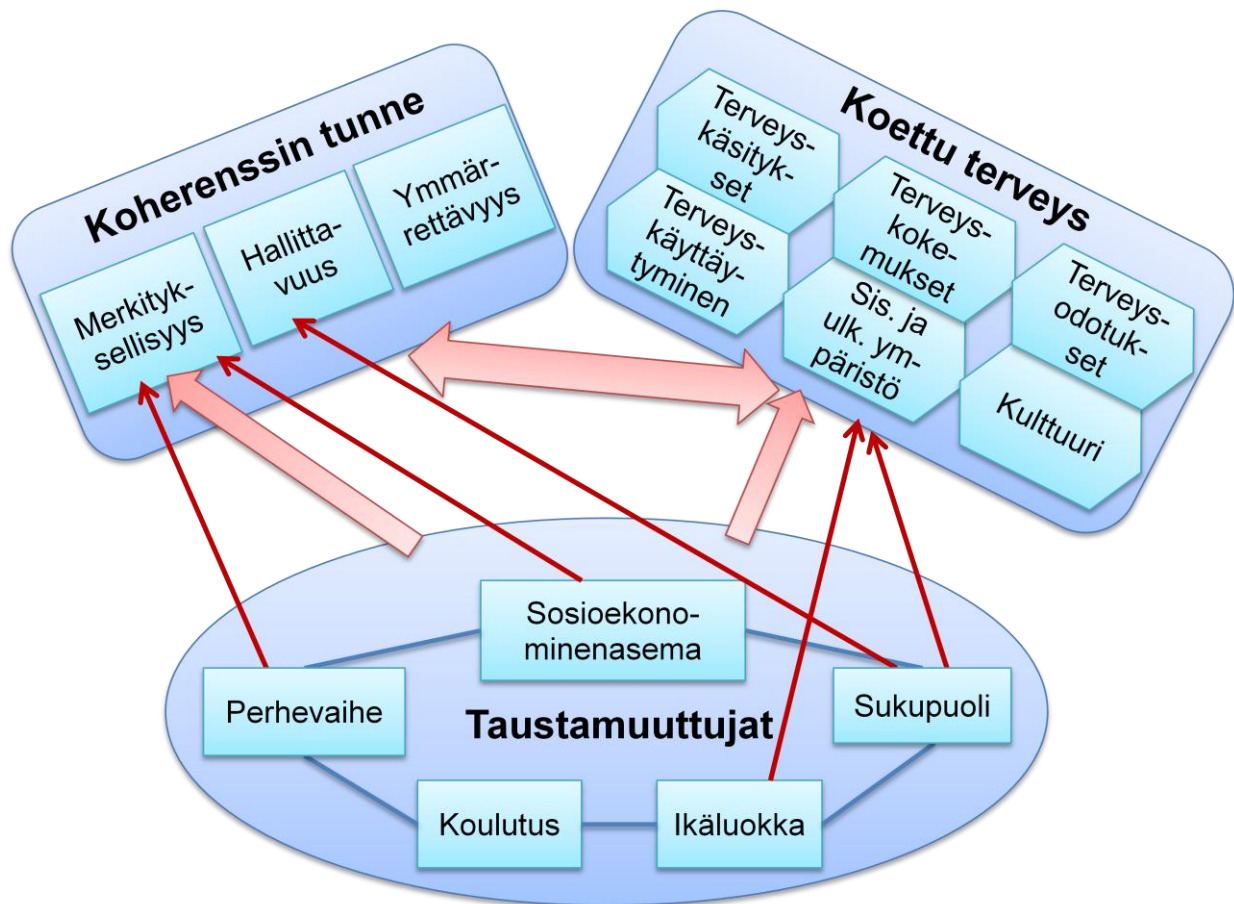 Koherenssin tunne
Merkityk-
sellisyys
Hallitta-
vuus
Ymmär-
rettävyys
Koettu terveys
Terveys-
käsityk-
set
Terveys-
käyttäy-
tyminen
Terveys-
koke-
mukset
Sis. ja
ulk. ym-
päristö
Terveys-
odotuk-
set
Kulttuuri
Sosioekono-
minenasema
Perhevaihe
Sukupuoli
Taustamuuttujat
Koulutus
Ikäluokka